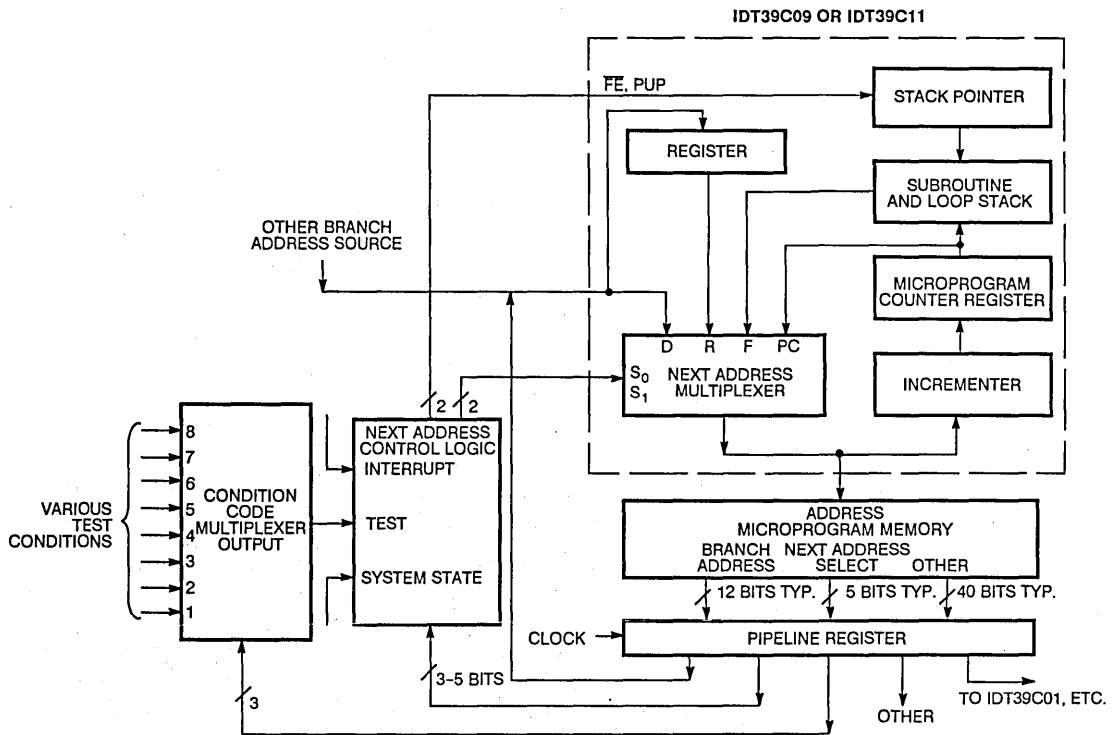 IDT39C09 OR IDT39C11
FE, PUP
STACK POINTER
REGISTER
SUBROUTINE
AND LOOP STACK
OTHER BRANCH
ADDRESS SOURCE
MICROPROGRAM
COUNTER REGISTER
D R F PC
S0
S1
NEXT ADDRESS
MULTIPLEXER
INCREMENTER
2 2
8
7
6
5
4
3
2
1
VARIOUS
TEST
CONDITIONS
CONDITION
CODE
MULTIPLEXER
OUTPUT
NEXT ADDRESS
CONTROL LOGIC
INTERRUPT
TEST
SYSTEM STATE
ADDRESS
MICROPROGRAM MEMORY
BRANCH
ADDRESS
NEXT ADDRESS
SELECT
OTHER
12 BITS TYP.
5 BITS TYP.
40 BITS TYP.
CLOCK
PIPELINE REGISTER
3
3-5 BITS
OTHER
TO IDT39C01, ETC.